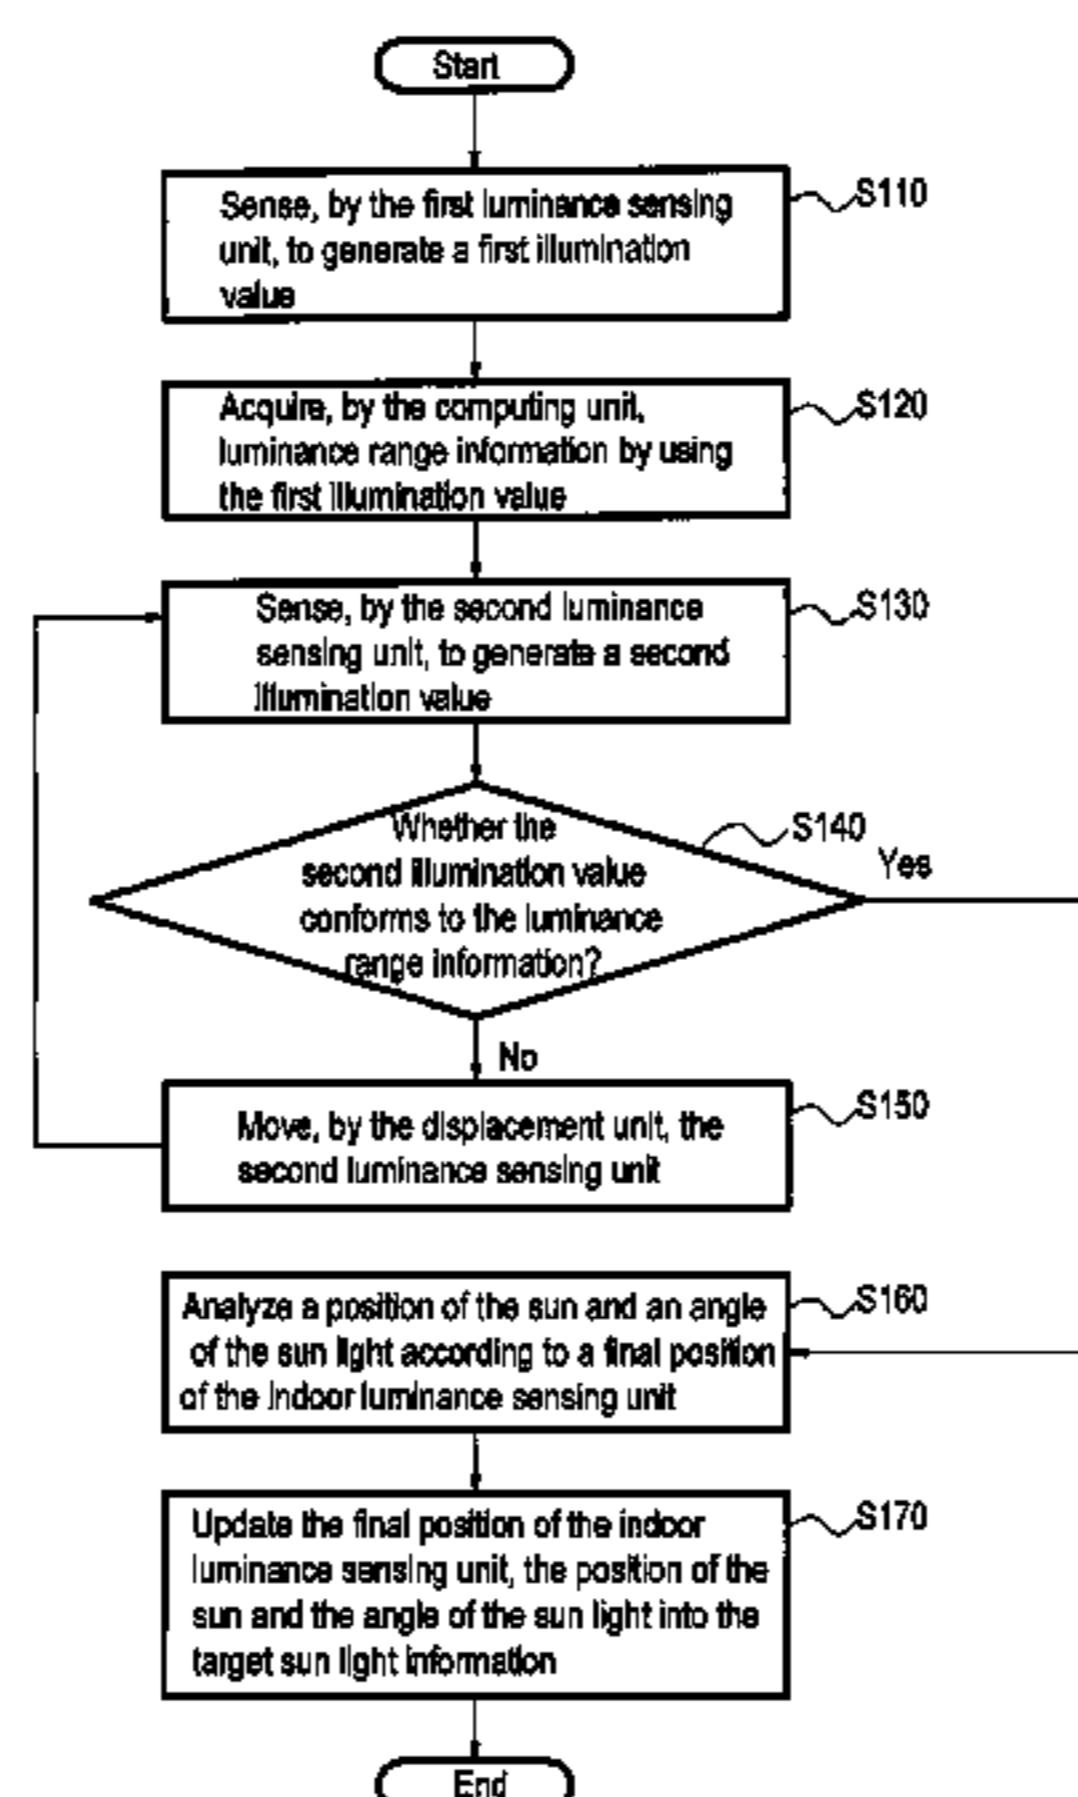 Start
Sense, by the first luminance sensing
unit, to generate a first illumination
value
S110
Acquire, by the computing unit,
luminance range information by using
the first illumination value
S120
Sense, by the second luminance
sensing unit, to generate a second
illumination value
S130
Whether the
second illumination value
conforms to the luminance
range information?
S140
Yes
No
Move, by the displacement unit, the
second luminance sensing unit
S150
Analyze a position of the sun and an angle
of the sun light according to a final position
of the indoor luminance sensing unit
S160
Update the final position of the indoor
luminance sensing unit, the position of the
sun and the angle of the sun light into the
target sun light information
S170
End